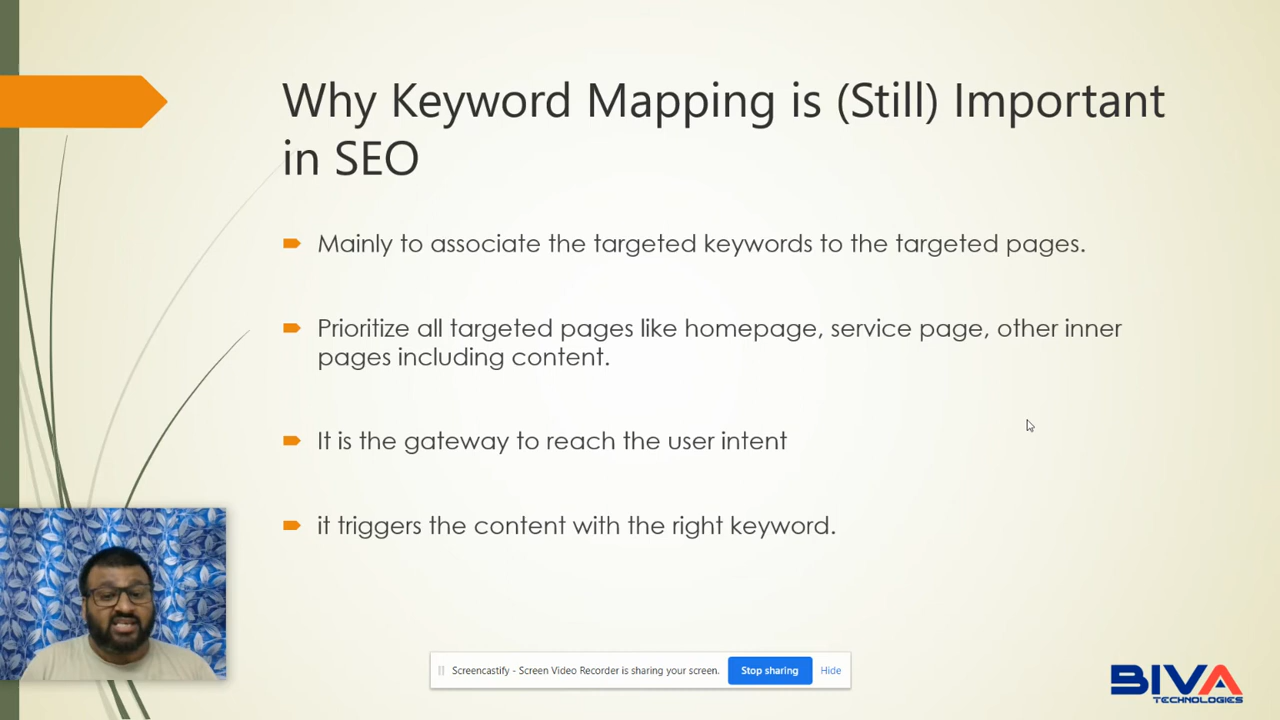 Why Keyword Mapping is (Still) Important
in SEO
Mainly to associate the targeted keywords to the targeted pages.
Prioritize all targeted pages like homepage, service page, other inner
pages including content.
It is the gateway to reach the user intent
it triggers the content with the right keyword.
Screencastify - Screen Video Recorder is sharing your screen.
Stop sharing
Hide
BIVA
TECHNOLOGIES